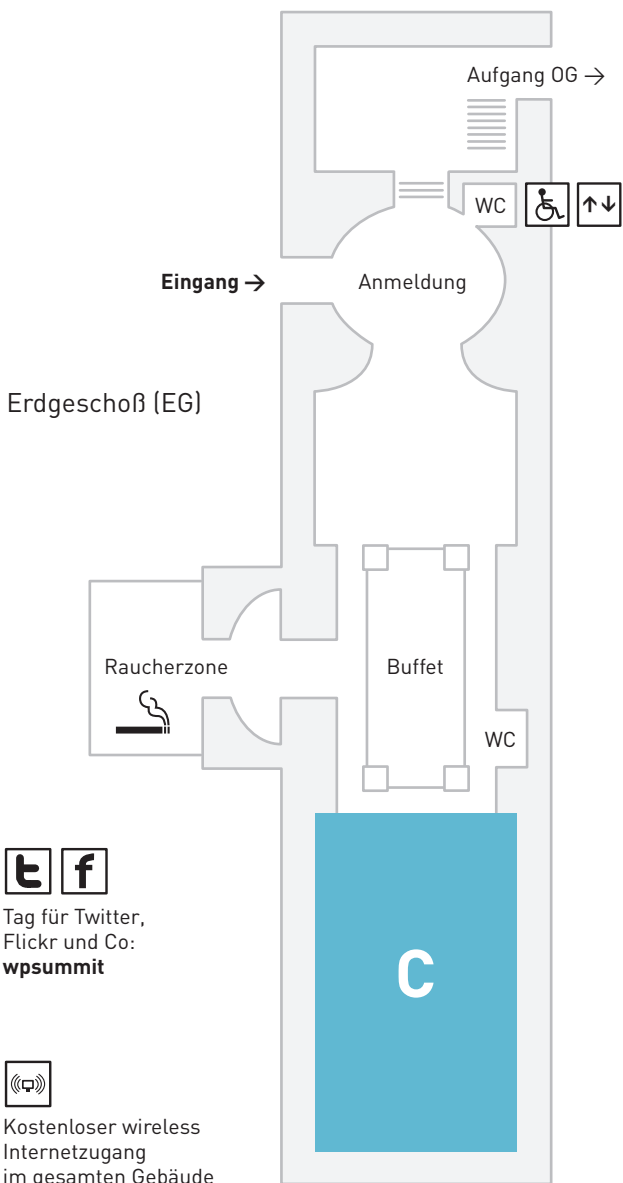 Aufgang OG →
WC
Eingang →
Anmeldung
Erdgeschoß (EG)
Raucherzone
Buffet
WC
C
Tag für Twitter,
Flickr und Co:
wpsummit
Kostenloser wireless
Internetzugang
im gesamten Gebäude